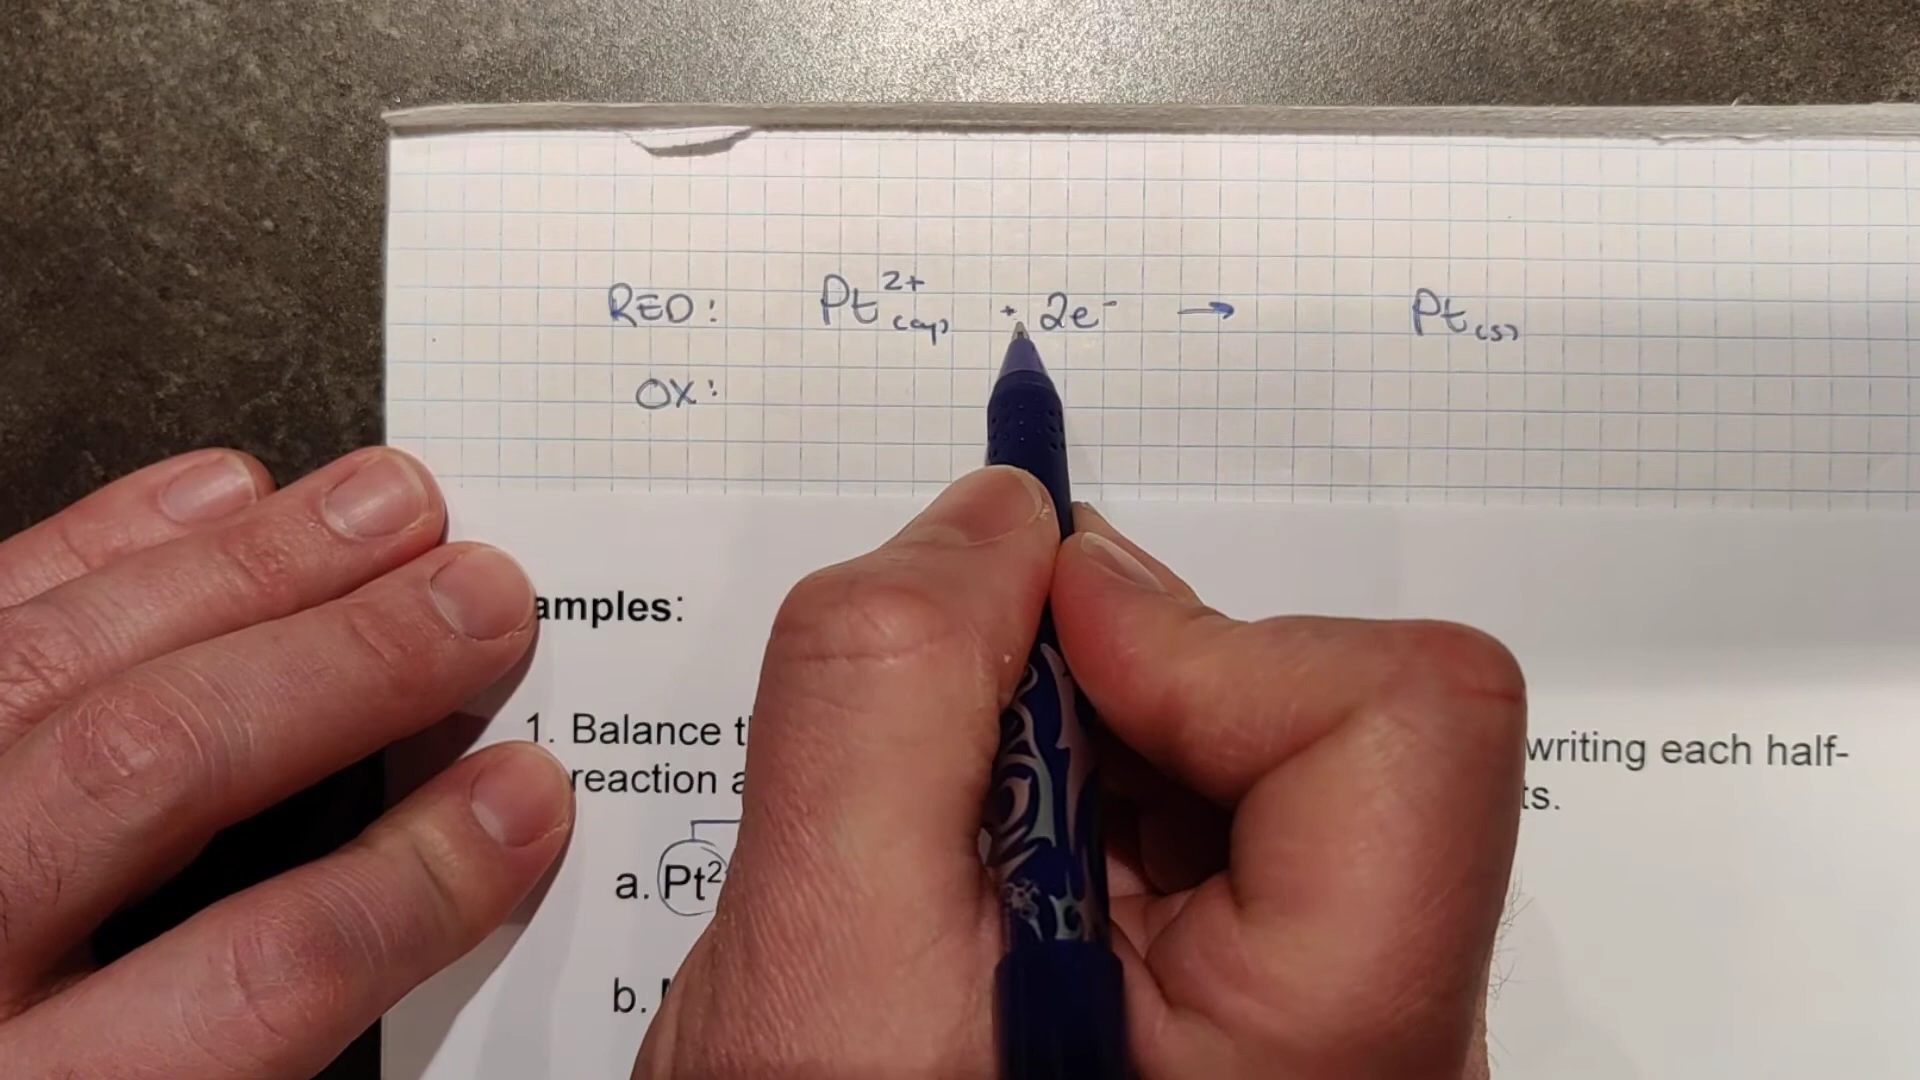 RED: Pt²⁺(aq) + 2e⁻ → Pt(s)
OX:
amples:
1. Balance t writing each half-
reaction a ts.
a. Pt²
b.